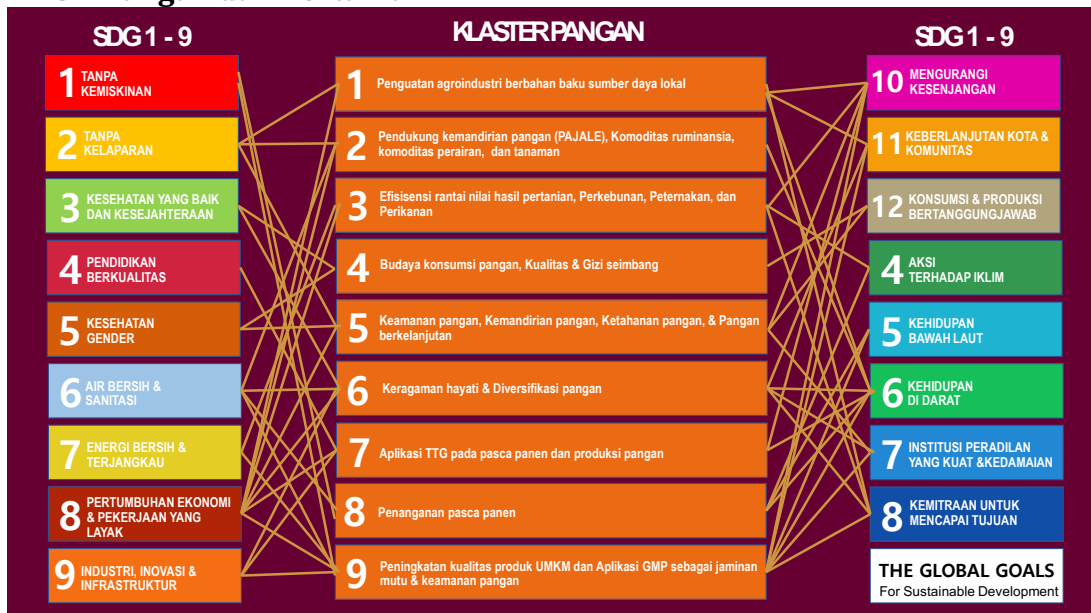 SDG 1 - 9
1 TANPA
KEMISKINAN
2 TANPA
KELAPARAN
3 KESEHATAN YANG BAIK
DAN KESEJAHTERAAN
4 PENDIDIKAN
BERKUALITAS
5 KESEHATAN
GENDER
6 AIR BERSIH &
SANITASI
7 ENERGI BERSIH &
TERJANGKAU
8 PERTUMBUHAN EKONOMI
& PEKERJAAN YANG
LAYAK
9 INDUSTRI, INOVASI &
INFRASTRUKTUR
KLASTER PANGAN
1 Penguatan agroindustri berbahan baku sumber daya lokal
2 Pendukung kemandirian pangan (PAJALE), Komoditas ruminansia,
komoditas perairan, dan tanaman
3 Efisisensi rantai nilai hasil pertanian, Perkebunan, Peternakan, dan
Perikanan
4 Budaya konsumsi pangan, Kualitas & Gizi seimbang
5 Keamanan pangan, Kemandirian pangan, Ketahanan pangan, & Pangan
berkelanjutan
6 Keragaman hayati & Diversifikasi pangan
7 Aplikasi TTG pada pasca panen dan produksi pangan
8 Penanganan pasca panen
9 Peningkatan kualitas produk UMKM dan Aplikasi GMP sebagai jaminan
mutu & keamanan pangan
SDG 1 - 9
10 MENGURANGI
KESENJANGAN
11 KEBERLANJUTAN KOTA &
KOMUNITAS
12 KONSUMSI & PRODUKSI
BERTANGGUNGJAWAB
4 AKSI
TERHADAP IKLIM
5 KEHIDUPAN
BAWAH LAUT
6 KEHIDUPAN
DI DARAT
7 INSTITUSI PERADILAN
YANG KUAT &KEDAMAIAN
8 KEMITRAAN UNTUK
MENCAPAI TUJUAN
THE GLOBAL GOALS
For Sustainable Development